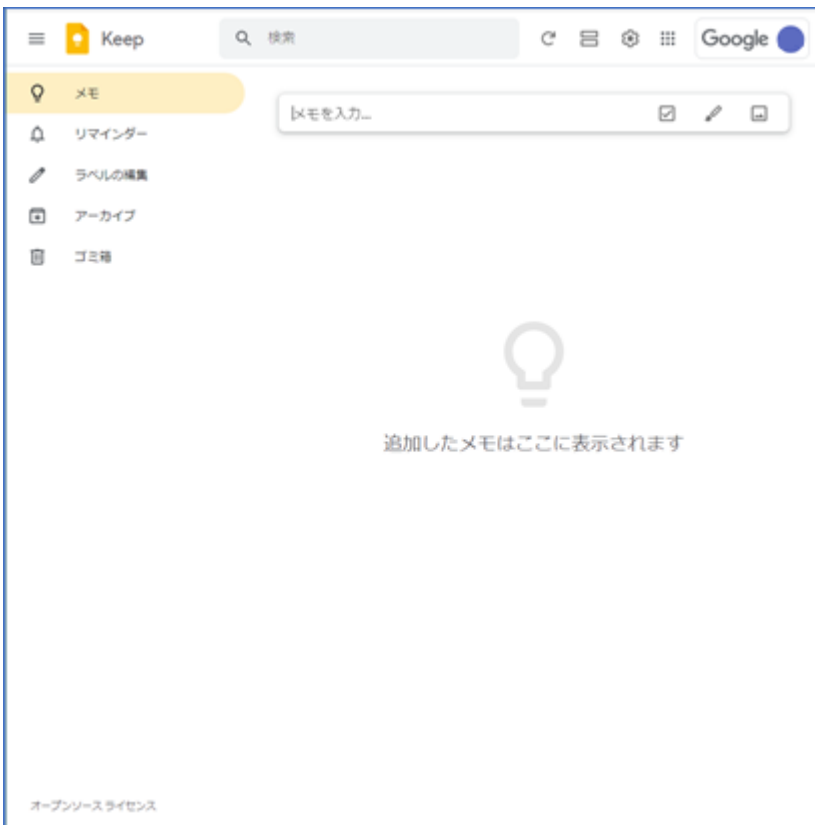 Keep
検索
Google
メモ
メモを入力...
リマインダー
ラベルの編集
アーカイブ
ゴミ箱
追加したメモはここに表示されます
オープンソース ライセンス